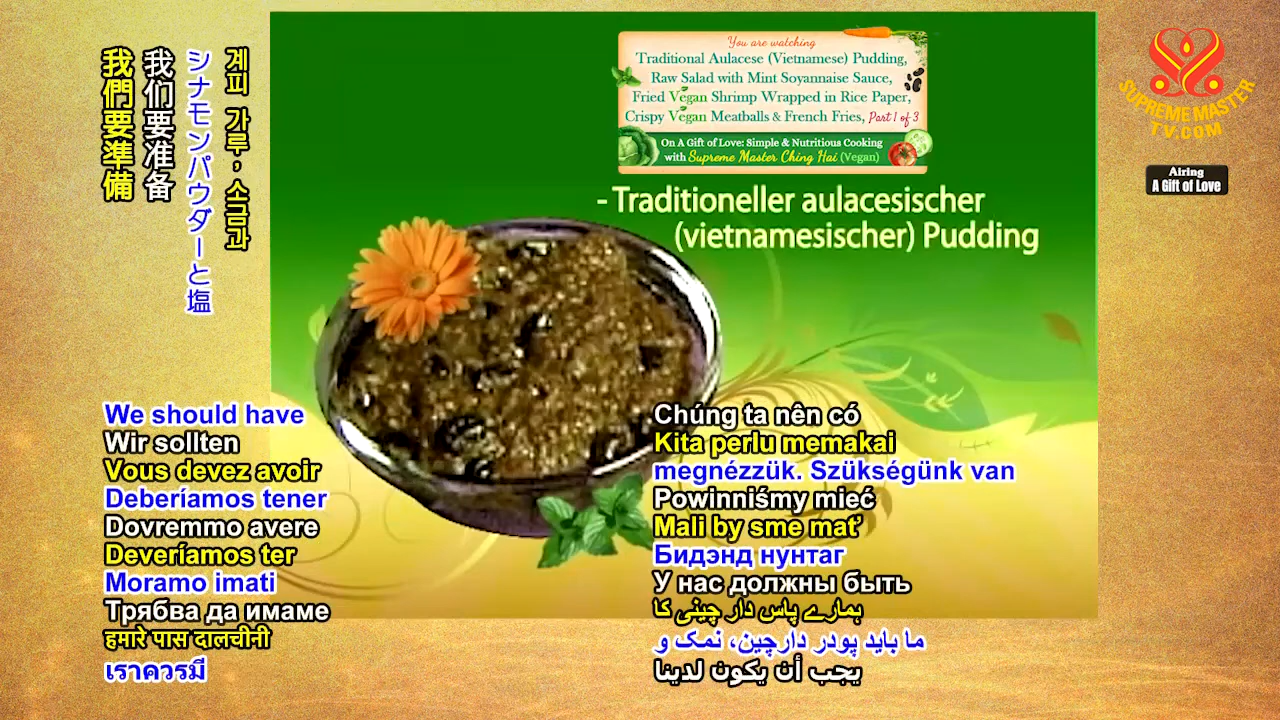 我們要準備
我们要准备
シナモンパウダーと塩
계피 가루, 소금과
You are watching
Traditional Aulacese (Vietnamese) Pudding,
Raw Salad with Mint Soyannaise Sauce,
Fried Vegan Shrimp Wrapped in Rice Paper,
Crispy Vegan Meatballs & French Fries, Part 1 of 3
On A Gift of Love: Simple & Nutritious Cooking
with Supreme Master Ching Hai (Vegan)
SUPREME MASTER
TV.COM
Airing
A Gift of Love
- Traditioneller aulacesischer
(vietnamesischer) Pudding
We should have
Wir sollten
Vous devez avoir
Deberíamos tener
Dovremmo avere
Deveríamos ter
Moramo imati
Трябва да имаме
हमारे पास दालचीनी
เราควรมี
Chúng ta nên có
Kita perlu memakai
megnézzük. Szükségünk van
Powinniśmy mieć
Mali by sme mať
Бидэнд нунтаг
У нас должны быть
ہمارے پاس دار چینی کا
ما باید پودر دارچین، نمک و
يجب أن يكون لدينا